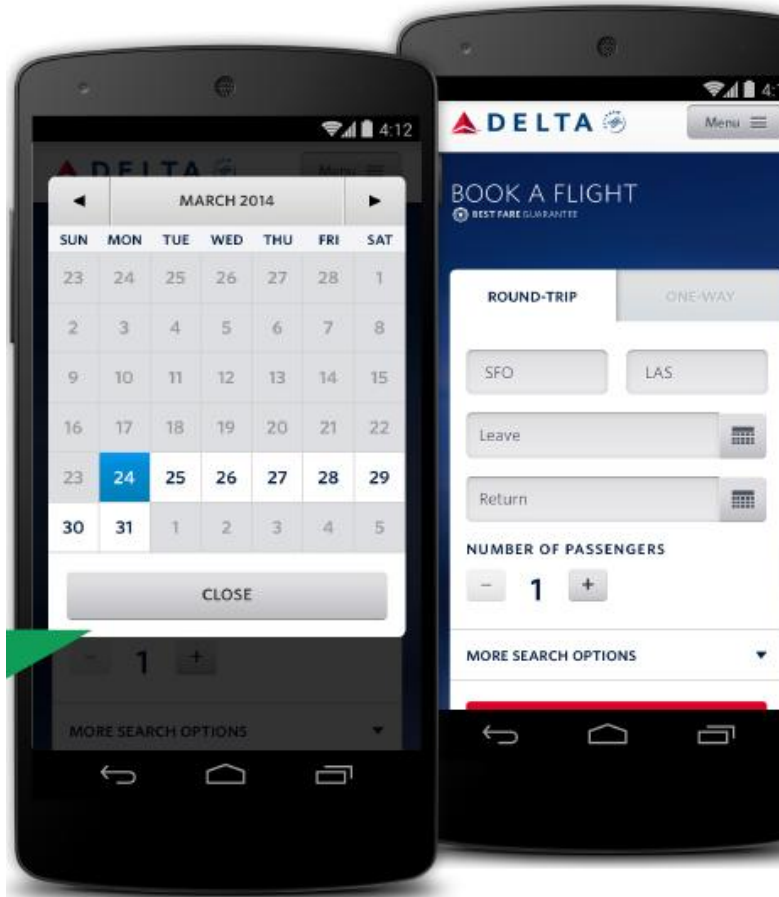 4:12
DELTA
Menu
MARCH 2014
SUN MON TUE WED THU FRI SAT
23 24 25 26 27 28 1
2 3 4 5 6 7 8
9 10 11 12 13 14 15
16 17 18 19 20 21 22
23 24 25 26 27 28 29
30 31 1 2 3 4 5
CLOSE
1 +
MORE SEARCH OPTIONS
4:1
DELTA
Menu
BOOK A FLIGHT
BEST FARE GUARANTEE
ROUND-TRIP ONE-WAY
SFO LAS
Leave
Return
NUMBER OF PASSENGERS
- 1 +
MORE SEARCH OPTIONS